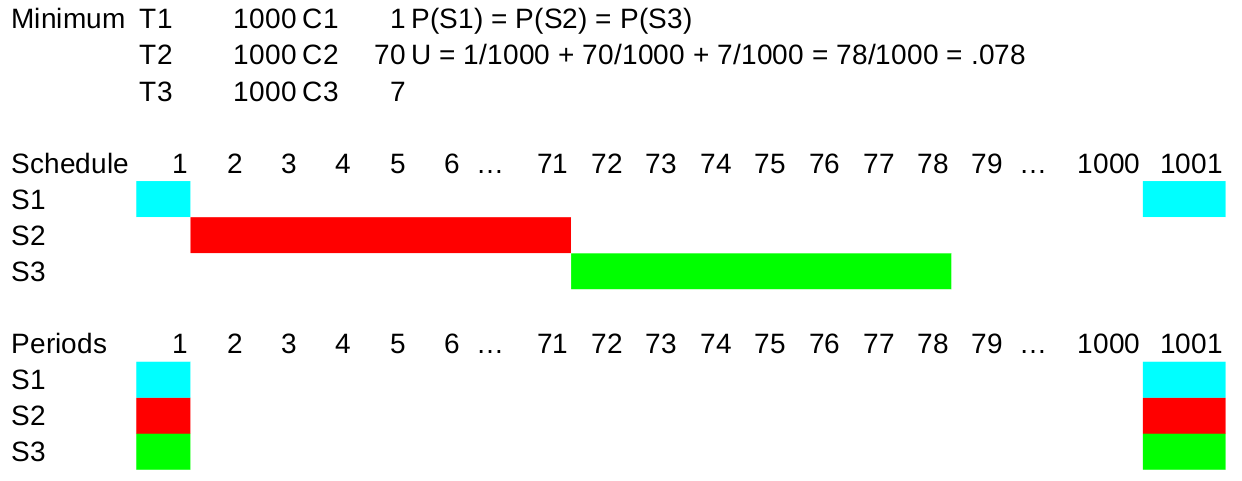 Minimum T1 1000 C1 1 P(S1) = P(S2) = P(S3)
T2 1000 C2 70 U = 1/1000 + 70/1000 + 7/1000 = 78/1000 = .078
T3 1000 C3 7
Schedule 1 2 3 4 5 6 … 71 72 73 74 75 76 77 78 79 … 1000 1001
S1
S2
S3
Periods 1 2 3 4 5 6 … 71 72 73 74 75 76 77 78 79 … 1000 1001
S1
S2
S3